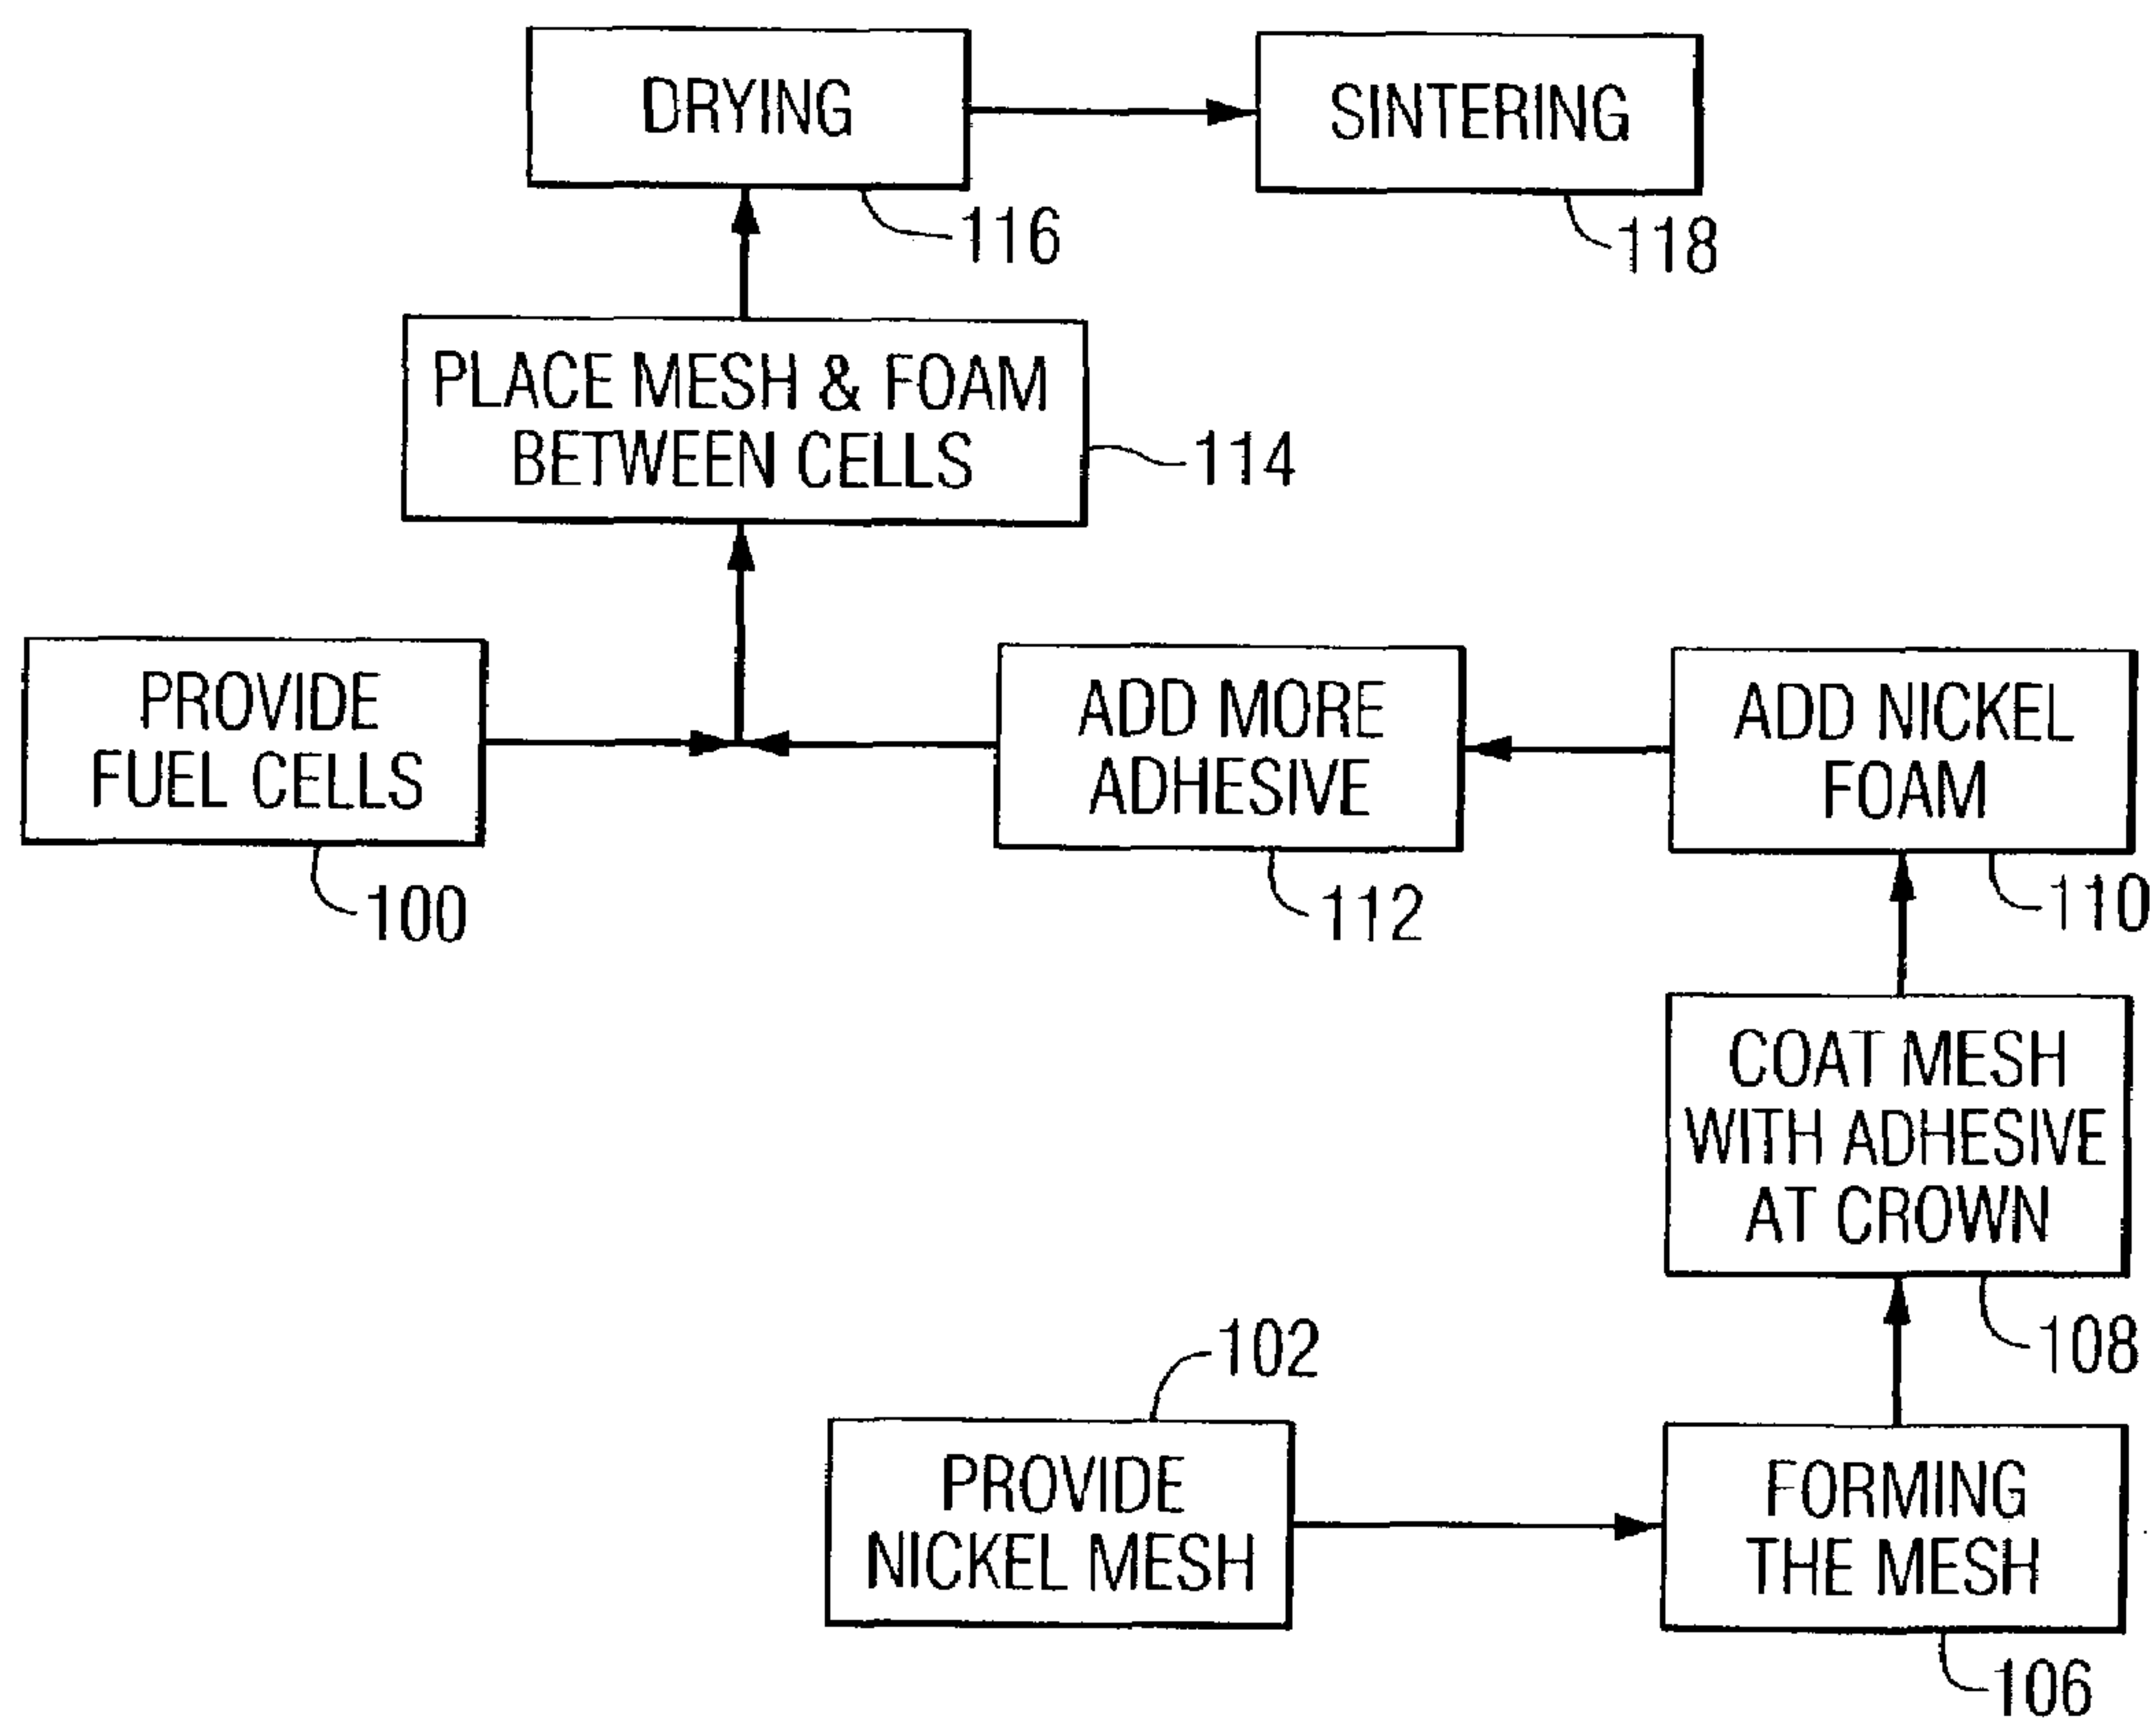 DRYING
116
SINTERING
118
PLACE MESH & FOAM
BETWEEN CELLS
114
PROVIDE
FUEL CELLS
100
ADD MORE
ADHESIVE
112
ADD NICKEL
FOAM
110
COAT MESH
WITH ADHESIVE
AT CROWN
108
102
PROVIDE
NICKEL MESH
FORMING
THE MESH
106